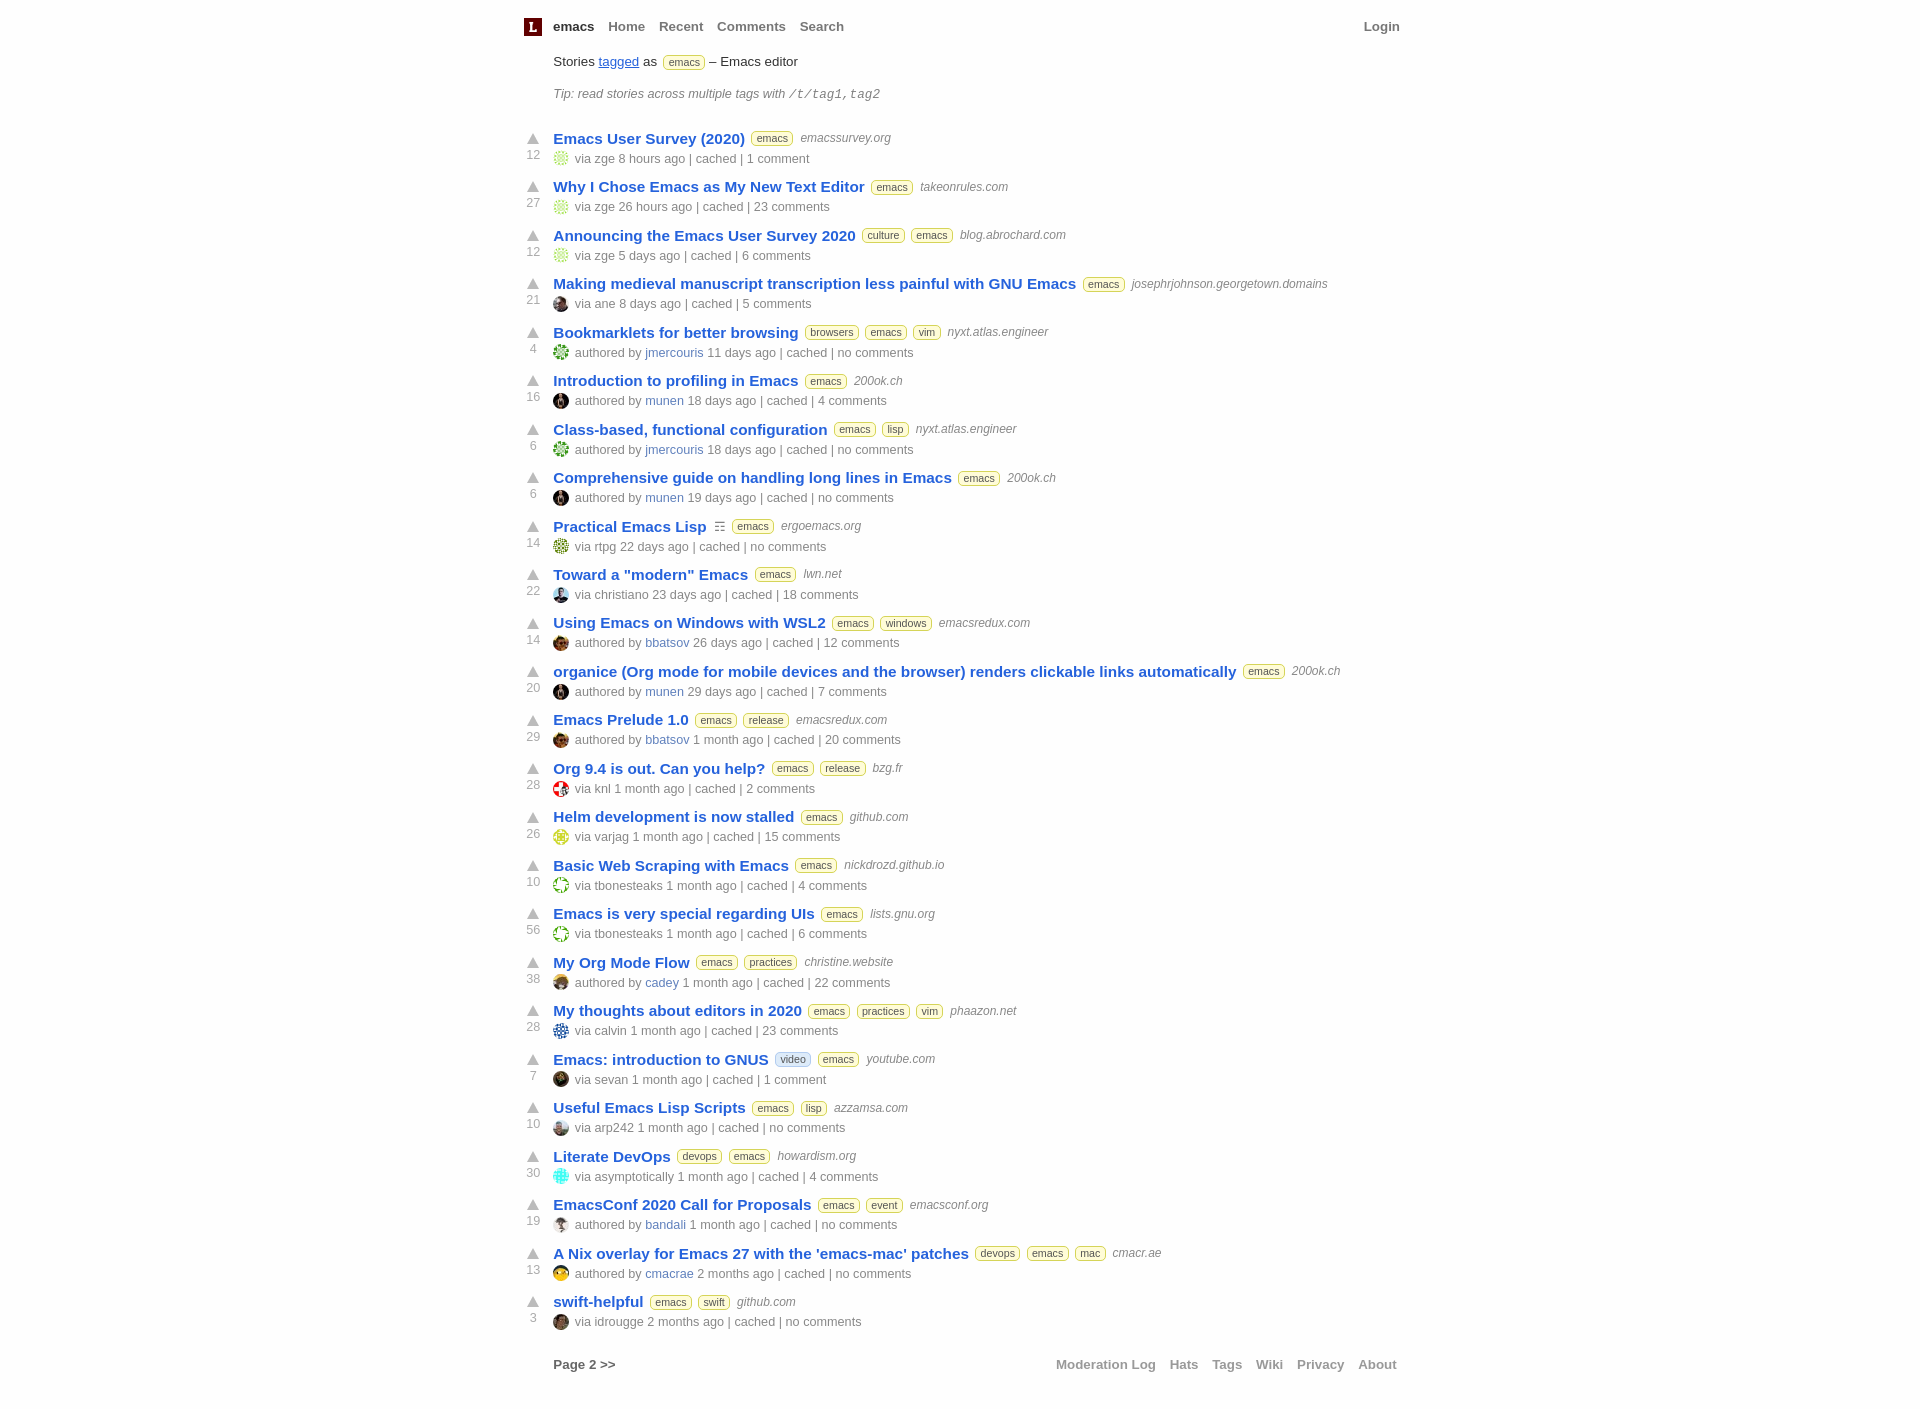 L emacs Home Recent Comments Search Login
Stories tagged as emacs – Emacs editor
Tip: read stories across multiple tags with /t/tag1,tag2
Emacs User Survey (2020) emacs emacssurvey.org
12 via zge 8 hours ago | cached | 1 comment
Why I Chose Emacs as My New Text Editor emacs takeonrules.com
27 via zge 26 hours ago | cached | 23 comments
Announcing the Emacs User Survey 2020 culture emacs blog.abrochard.com
12 via zge 5 days ago | cached | 6 comments
Making medieval manuscript transcription less painful with GNU Emacs emacs josephrjohnson.georgetown.domains
21 via ane 8 days ago | cached | 5 comments
Bookmarklets for better browsing browsers emacs vim nyxt.atlas.engineer
4 authored by jmercouris 11 days ago | cached | no comments
Introduction to profiling in Emacs emacs 200ok.ch
16 authored by munen 18 days ago | cached | 4 comments
Class-based, functional configuration emacs lisp nyxt.atlas.engineer
6 authored by jmercouris 18 days ago | cached | no comments
Comprehensive guide on handling long lines in Emacs emacs 200ok.ch
6 authored by munen 19 days ago | cached | no comments
Practical Emacs Lisp ☶ emacs ergoemacs.org
14 via rtpg 22 days ago | cached | no comments
Toward a "modern" Emacs emacs lwn.net
22 via christiano 23 days ago | cached | 18 comments
Using Emacs on Windows with WSL2 emacs windows emacsredux.com
14 authored by bbatsov 26 days ago | cached | 12 comments
organice (Org mode for mobile devices and the browser) renders clickable links automatically emacs 200ok.ch
20 authored by munen 29 days ago | cached | 7 comments
Emacs Prelude 1.0 emacs release emacsredux.com
29 authored by bbatsov 1 month ago | cached | 20 comments
Org 9.4 is out. Can you help? emacs release bzg.fr
28 via knl 1 month ago | cached | 2 comments
Helm development is now stalled emacs github.com
26 via varjag 1 month ago | cached | 15 comments
Basic Web Scraping with Emacs emacs nickdrozd.github.io
10 via tbonesteaks 1 month ago | cached | 4 comments
Emacs is very special regarding UIs emacs lists.gnu.org
56 via tbonesteaks 1 month ago | cached | 6 comments
My Org Mode Flow emacs practices christine.website
38 authored by cadey 1 month ago | cached | 22 comments
My thoughts about editors in 2020 emacs practices vim phaazon.net
28 via calvin 1 month ago | cached | 23 comments
Emacs: introduction to GNUS video emacs youtube.com
7 via sevan 1 month ago | cached | 1 comment
Useful Emacs Lisp Scripts emacs lisp azzamsa.com
10 via arp242 1 month ago | cached | no comments
Literate DevOps devops emacs howardism.org
30 via asymptotically 1 month ago | cached | 4 comments
EmacsConf 2020 Call for Proposals emacs event emacsconf.org
19 authored by bandali 1 month ago | cached | no comments
A Nix overlay for Emacs 27 with the 'emacs-mac' patches devops emacs mac cmacr.ae
13 authored by cmacrae 2 months ago | cached | no comments
swift-helpful emacs swift github.com
3 via idrougge 2 months ago | cached | no comments
Page 2 >> Moderation Log Hats Tags Wiki Privacy About